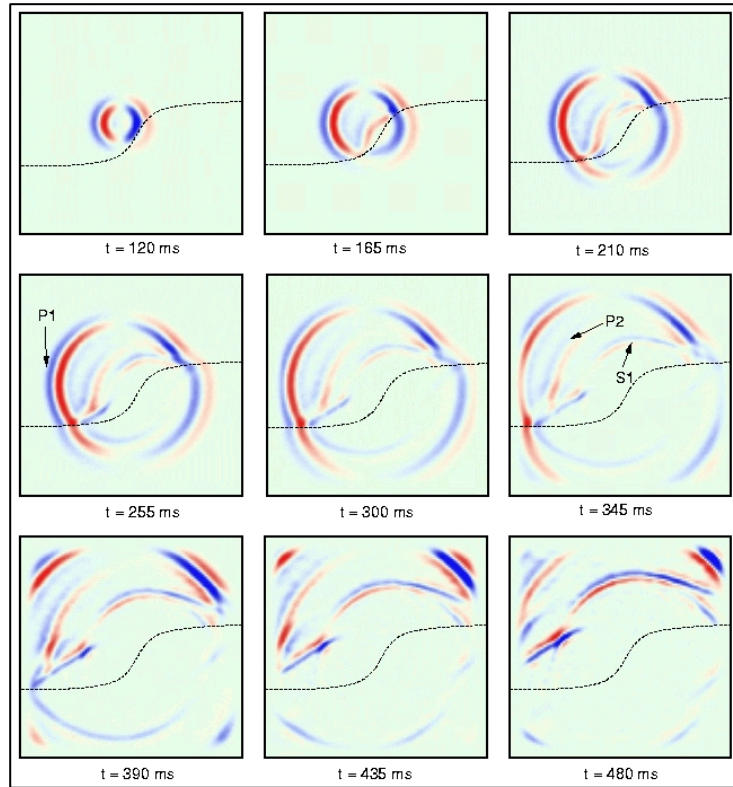 t = 120 ms
t = 165 ms
t = 210 ms
P1
P2
S1
t = 255 ms
t = 300 ms
t = 345 ms
t = 390 ms
t = 435 ms
t = 480 ms